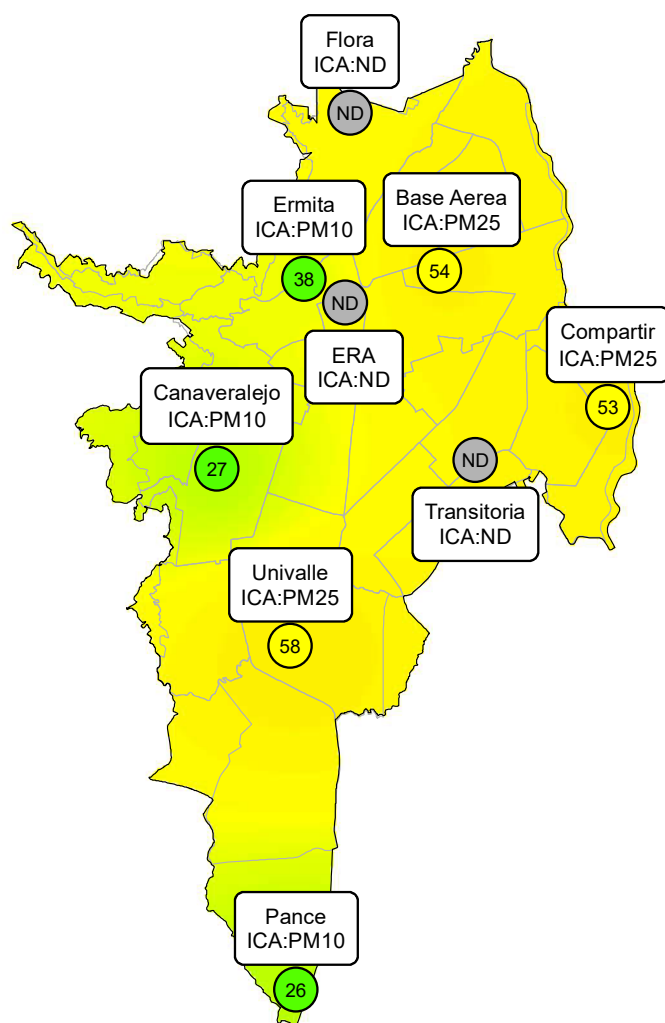 Flora
ICA:ND
ND
Ermita
ICA:PM10
38
Base Aerea
ICA:PM25
54
ND
ERA
ICA:ND
Compartir
ICA:PM25
53
Canaveralejo
ICA:PM10
27
ND
Transitoria
ICA:ND
Univalle
ICA:PM25
58
Pance
ICA:PM10
26